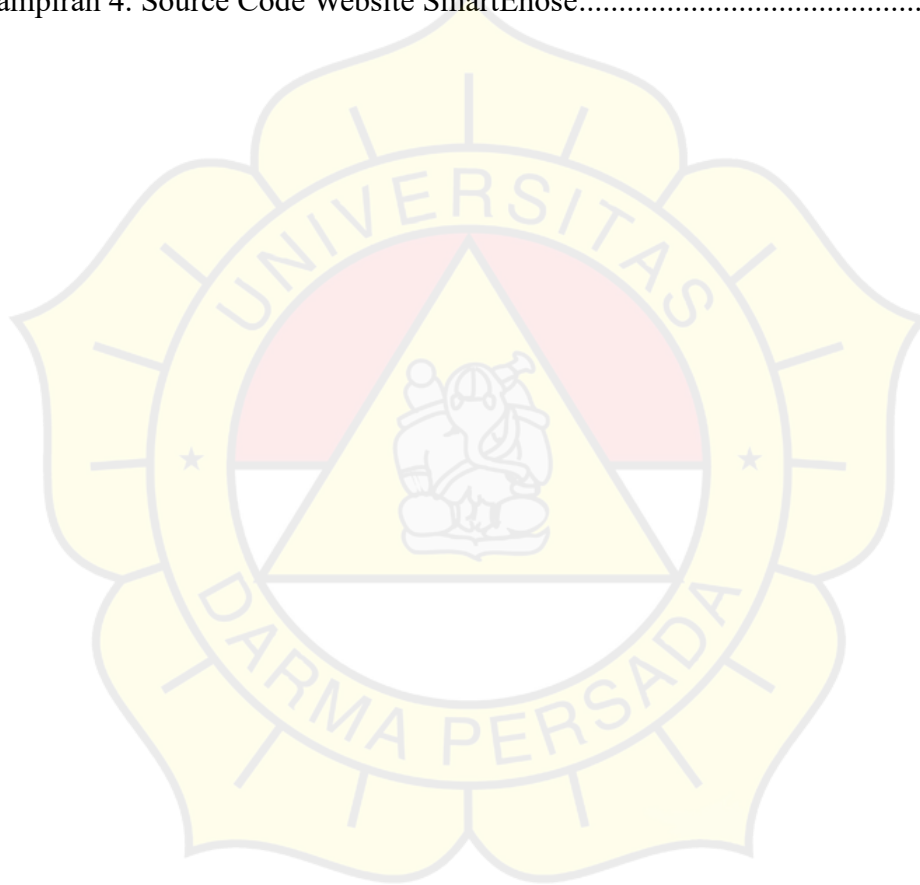 ampiran 4. Source Code Website SmartEnose...........................................
UNIVERSITAS
DARMA PERSADA